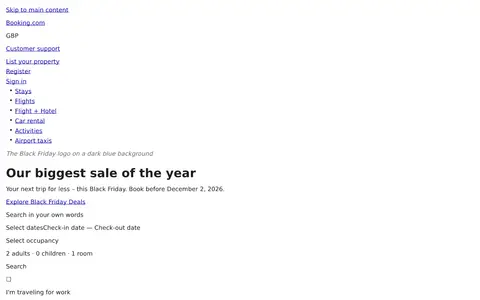 Skip to main content
Booking.com
GBP
Customer support
List your property
Register
Sign in
• Stays
• Flights
• Flight + Hotel
• Car rental
• Activities
• Airport taxis
The Black Friday logo on a dark blue background
Our biggest sale of the year
Your next trip for less – this Black Friday. Book before December 2, 2026.
Explore Black Friday Deals
Search in your own words
Select datesCheck-in date — Check-out date
Select occupancy
2 adults · 0 children · 1 room
Search
I'm traveling for work